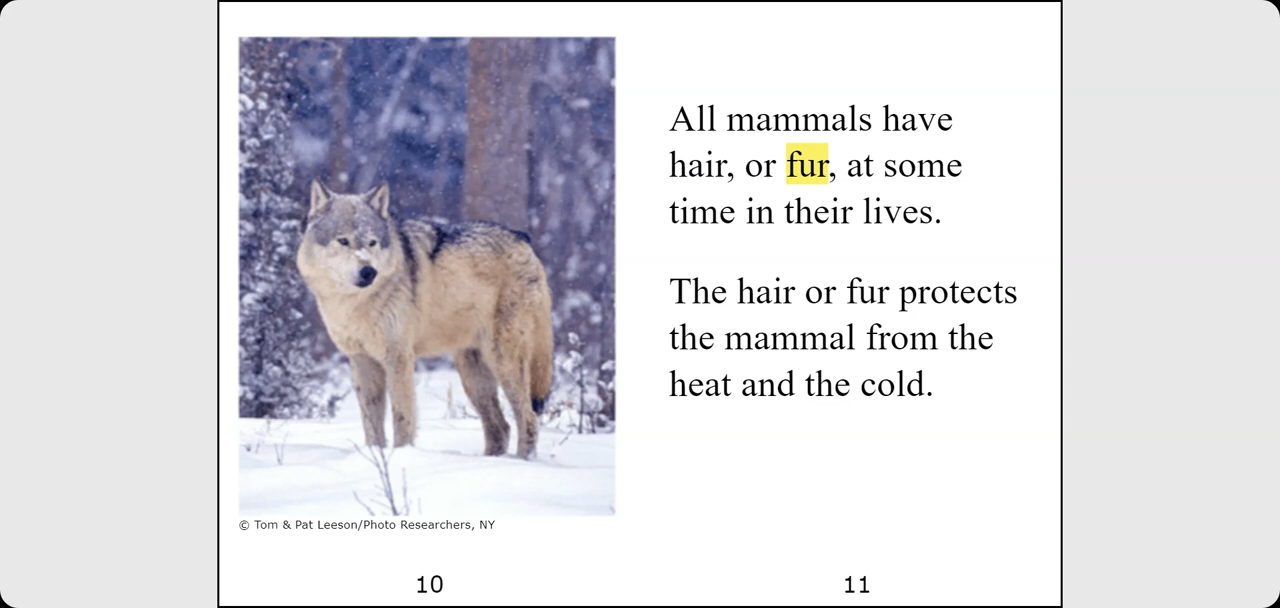 © Tom & Pat Leeson/Photo Researchers, NY
10
All mammals have
hair, or fur, at some
time in their lives.
The hair or fur protects
the mammal from the
heat and the cold.
11